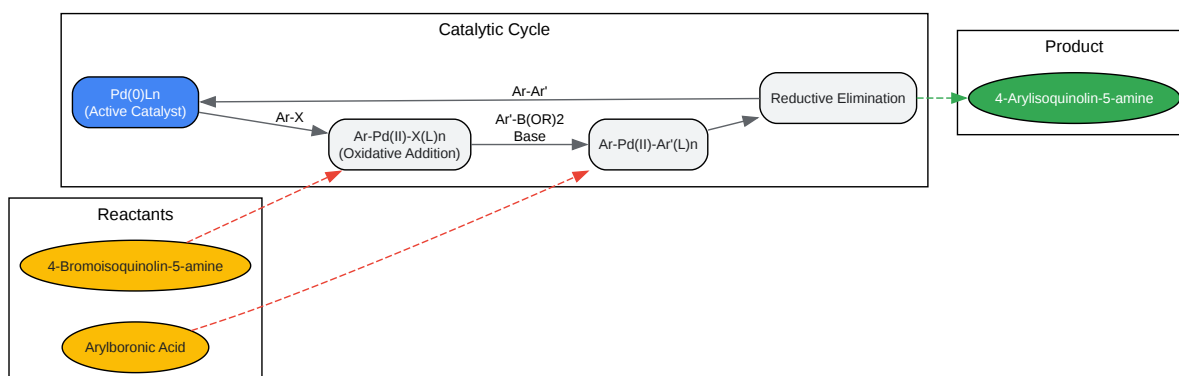 Catalytic Cycle
Product
Pd(0)Ln
(Active Catalyst)
Ar-Ar'
Reductive Elimination
4-Arylisoquinolin-5-amine
Ar-X
Ar-Pd(II)-X(L)n
(Oxidative Addition)
Ar'-B(OR)2
Base
Ar-Pd(II)-Ar'(L)n
Reactants
4-Bromoisoquinolin-5-amine
Arylboronic Acid